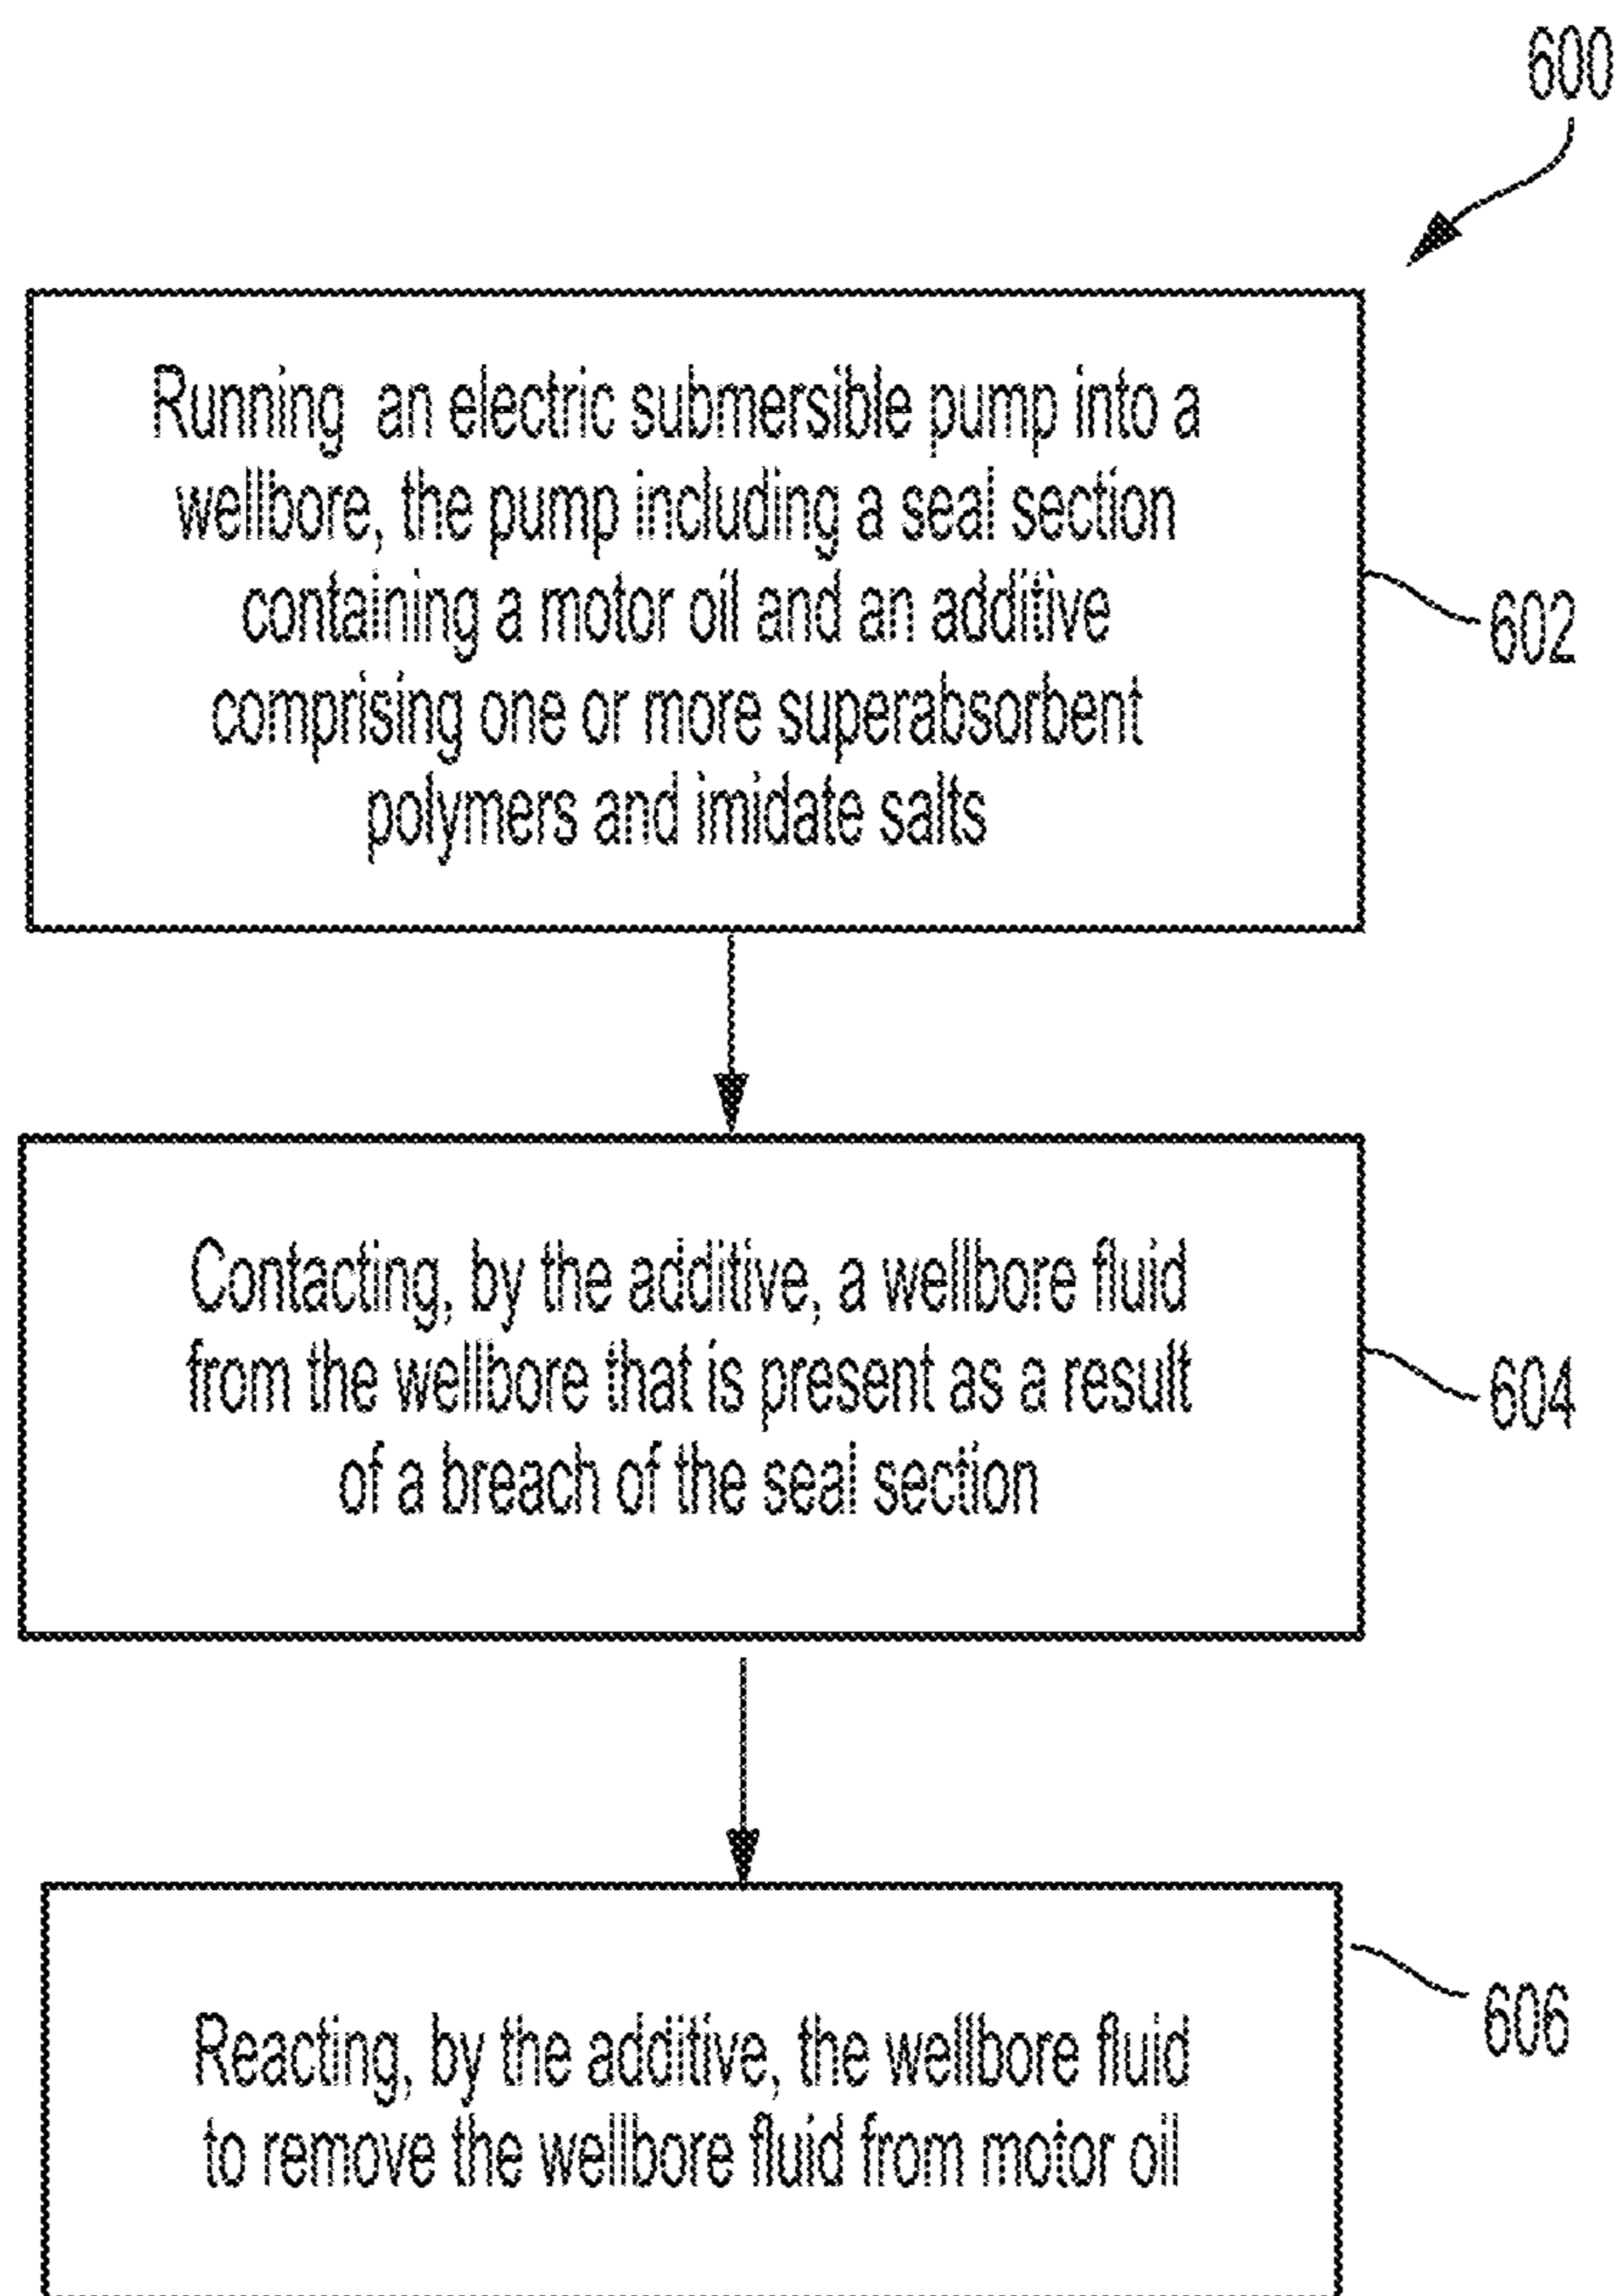 600
Running an electric submersible pump into a
wellbore, the pump including a seal section
containing a motor oil and an additive
comprising one or more superabsorbent
polymers and imidate salts
602
Contacting, by the additive, a wellbore fluid
from the wellbore that is present as a result
of a breach of the seal section
604
Reacting, by the additive, the wellbore fluid
to remove the wellbore fluid from motor oil
606